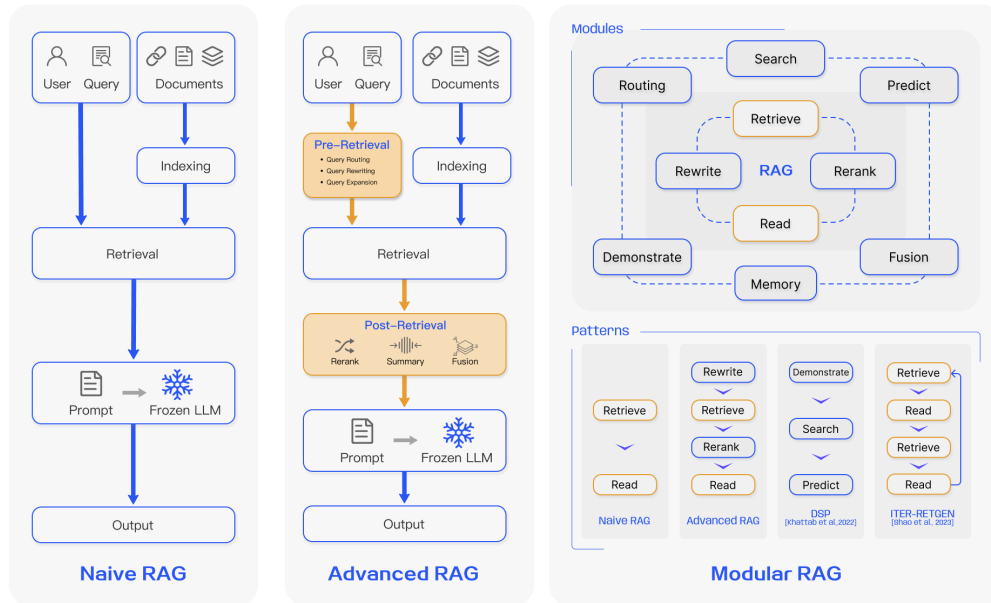 User Query
Documents
Indexing
Retrieval
Prompt
Frozen LLM
Output
Naive RAG
User Query
Documents
Pre-Retrieval
• Query Routing
• Query Rewriting
• Query Expansion
Indexing
Retrieval
Post-Retrieval
Rerank
Summary
Fusion
Prompt
Frozen LLM
Output
Advanced RAG
Modules
Search
Routing
Predict
Retrieve
Rewrite
RAG
Rerank
Read
Demonstrate
Fusion
Memory
Patterns
Retrieve
Read
Naive RAG
Rewrite
Retrieve
Rerank
Read
Advanced RAG
Demonstrate
Search
Predict
DSP
[Khattab et al.,2022]
Retrieve
Read
Retrieve
Read
ITER-RETGEN
[Shao et al., 2023]
Modular RAG